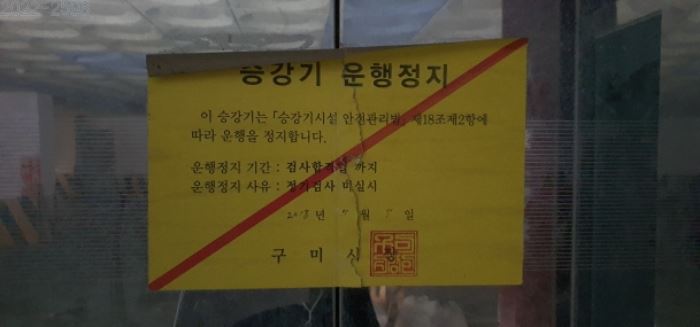 승강기 운행정지
이 승강기는 「승강기시설 안전관리법」 제18조제2항에
따라 운행을 정지합니다.
운행정지 기간 : 검사합격일 까지
운행정지 사유 : 정기검사 미실시
년 월 일
구 미 시 장